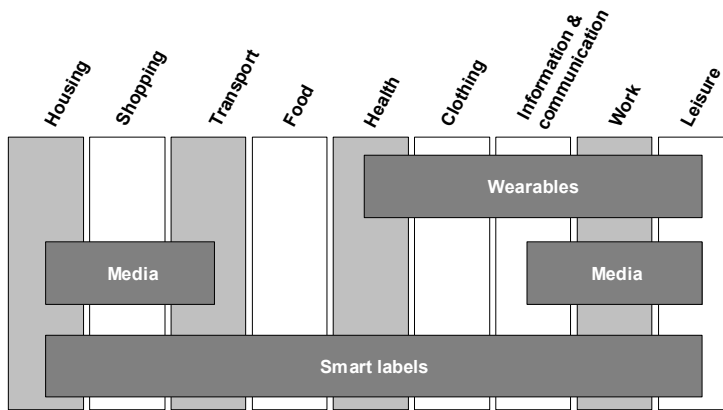 Housing
Shopping
Transport
Food
Health
Clothing
Information &
communication
Work
Leisure
Wearables
Media
Media
Smart labels